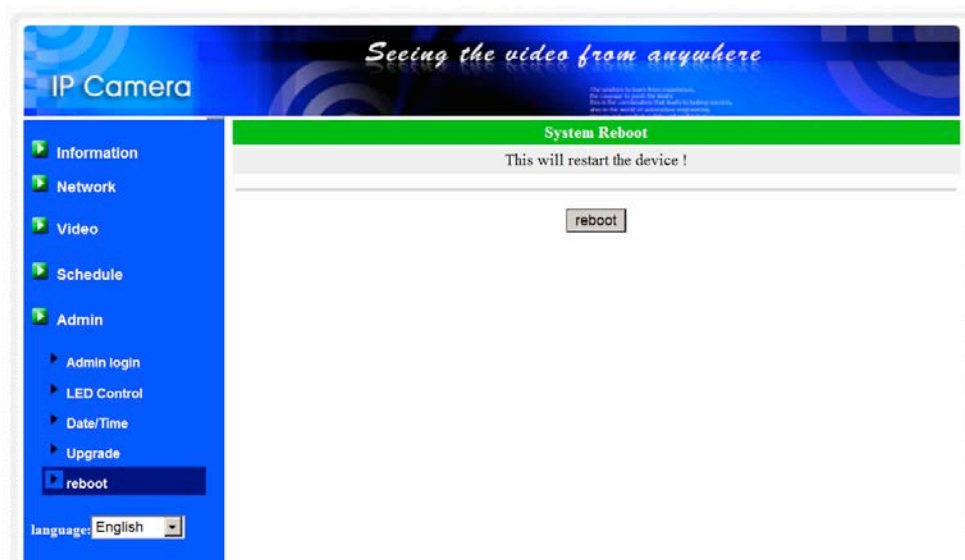 Seeing the video from anywhere
IP Camera
Information
Network
Video
Schedule
Admin
Admin login
LED Control
Date/Time
Upgrade
reboot
language: English
System Reboot
This will restart the device !
reboot